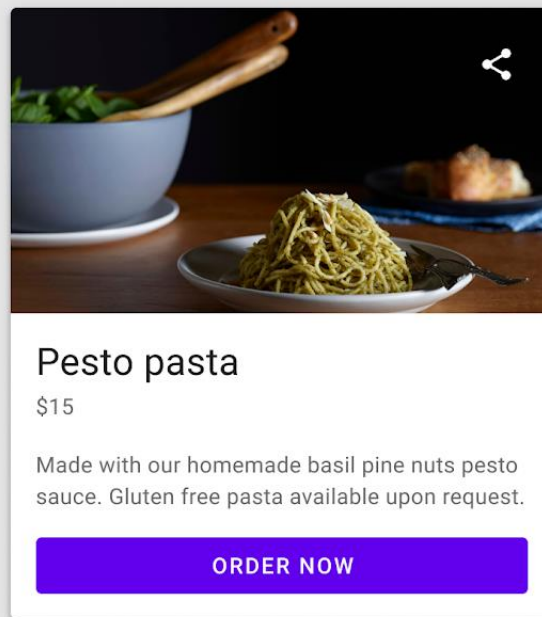 Pesto pasta
$15
Made with our homemade basil pine nuts pesto
sauce. Gluten free pasta available upon request.
ORDER NOW